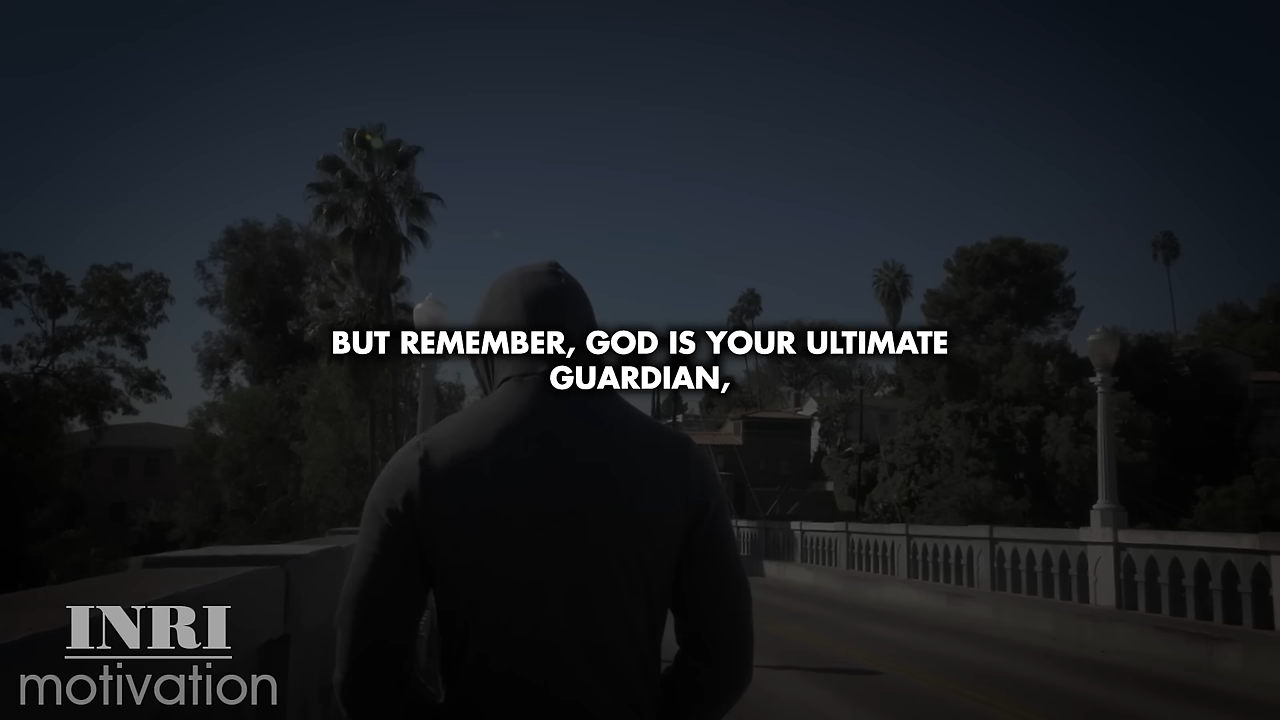 BUT REMEMBER, GOD IS YOUR ULTIMATE
GUARDIAN,
INRI
motivation